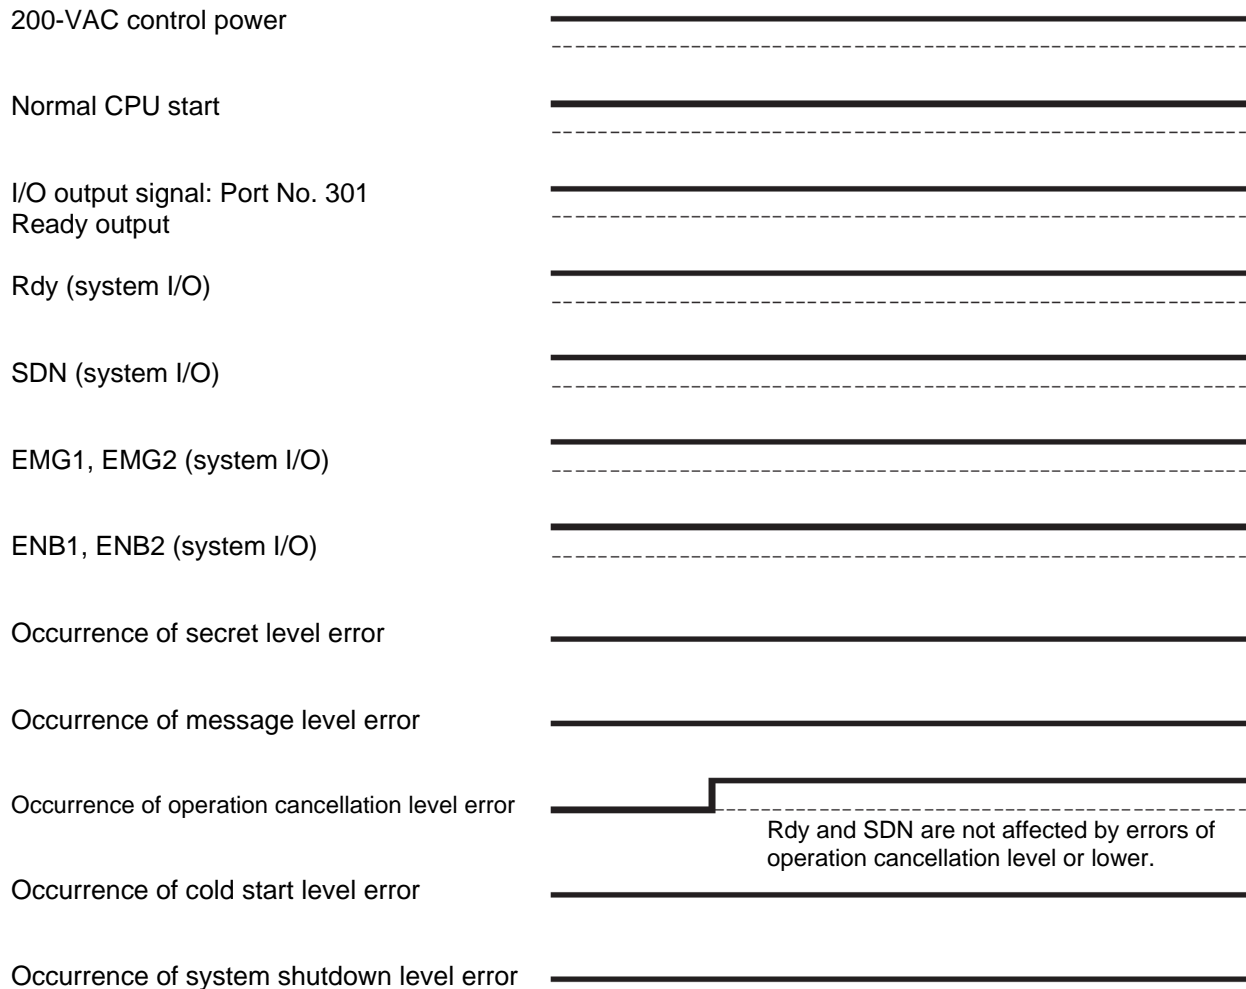 200-VAC control power
Normal CPU start
I/O output signal: Port No. 301
Ready output
Rdy (system I/O)
SDN (system I/O)
EMG1, EMG2 (system I/O)
ENB1, ENB2 (system I/O)
Occurrence of secret level error
Occurrence of message level error
Occurrence of operation cancellation level error
Rdy and SDN are not affected by errors of
operation cancellation level or lower.
Occurrence of cold start level error
Occurrence of system shutdown level error